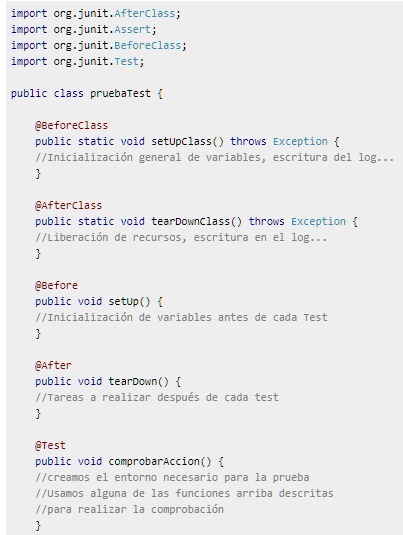 import org.junit.AfterClass;
import org.junit.Assert;
import org.junit.BeforeClass;
import org.junit.Test;
public class pruebaTest {
@BeforeClass
public static void setUpClass() throws Exception {
//Inicialización general de variables, escritura del log...
}
@AfterClass
public static void tearDownClass() throws Exception {
//Liberación de recursos, escritura en el log...
}
@Before
public void setUp() {
//Inicialización de variables antes de cada Test
}
@After
public void tearDown() {
//Tareas a realizar después de cada test
}
@Test
public void comprobarAccion() {
//creamos el entorno necesario para la prueba
//Usamos alguna de las funciones arriba descritas
//para realizar la comprobación
}